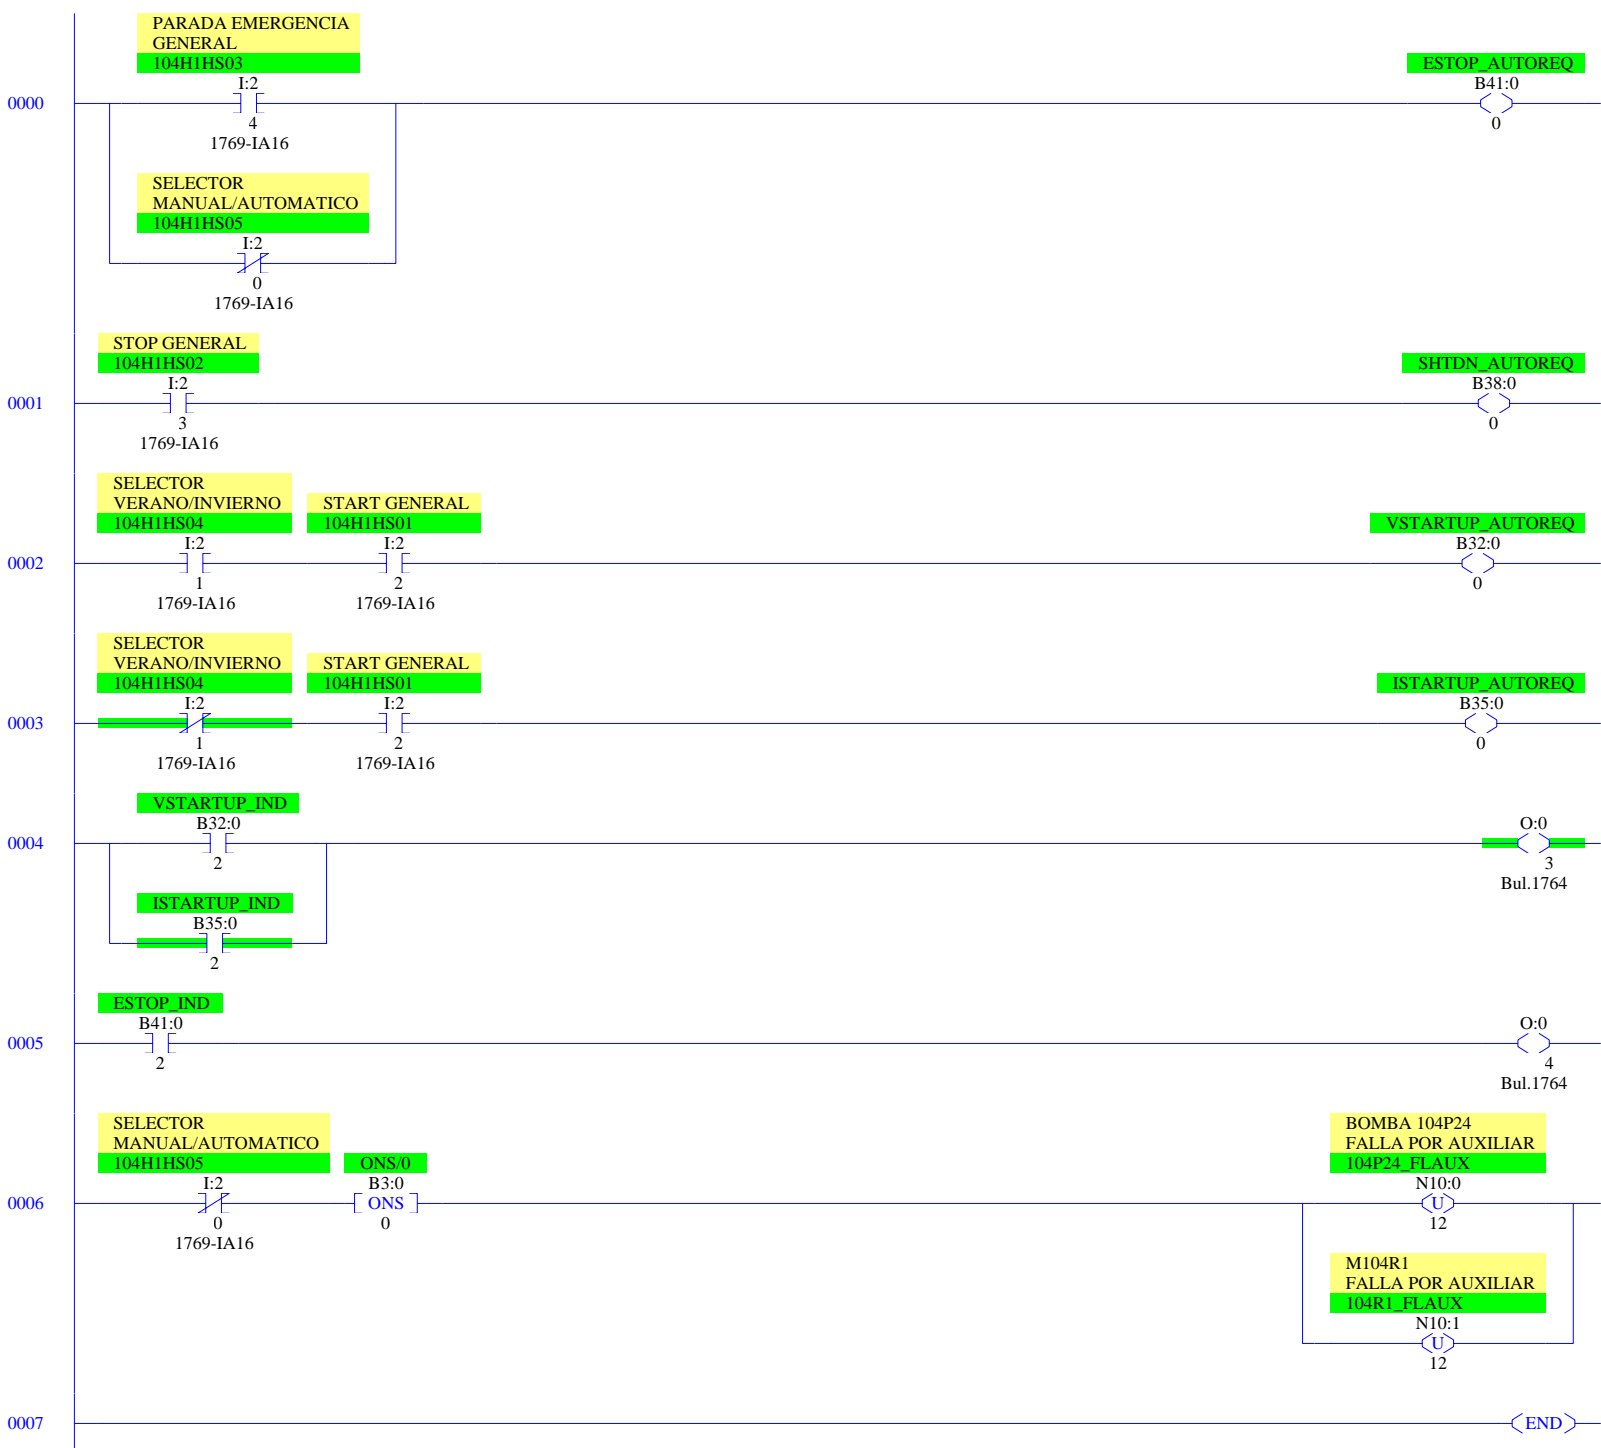 PARADA EMERGENCIA
GENERAL
104H1HS03
I:2
4
1769-IA16
ESTOP_AUTOREQ
B41:0
0
0000
SELECTOR
MANUAL/AUTOMATICO
104H1HS05
I:2
0
1769-IA16
STOP GENERAL
104H1HS02
I:2
3
1769-IA16
SHTDN_AUTOREQ
B38:0
0
0001
SELECTOR
VERANO/INVIERNO
104H1HS04
I:2
1
1769-IA16
START GENERAL
104H1HS01
I:2
2
1769-IA16
VSTARTUP_AUTOREQ
B32:0
0
0002
SELECTOR
VERANO/INVIERNO
104H1HS04
I:2
1
1769-IA16
START GENERAL
104H1HS01
I:2
2
1769-IA16
ISTARTUP_AUTOREQ
B35:0
0
0003
VSTARTUP_IND
B32:0
2
O:0
3
Bul.1764
0004
ISTARTUP_IND
B35:0
2
ESTOP_IND
B41:0
2
O:0
4
Bul.1764
0005
SELECTOR
MANUAL/AUTOMATICO
104H1HS05
I:2
0
1769-IA16
ONS/0
B3:0
ONS
0
BOMBA 104P24
FALLA POR AUXILIAR
104P24_FLAUX
N10:0
U
12
0006
M104R1
FALLA POR AUXILIAR
104R1_FLAUX
N10:1
U
12
0007
END